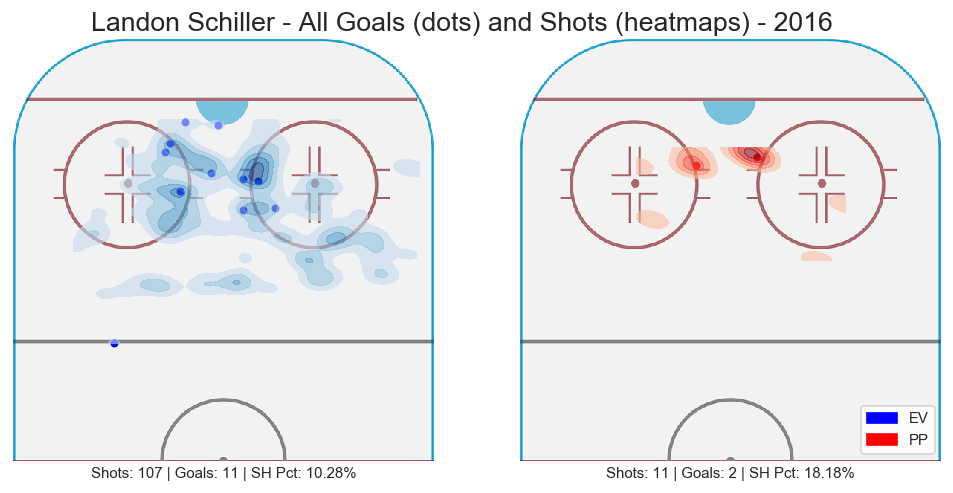 Landon Schiller - All Goals (dots) and Shots (heatmaps) - 2016
EV
PP
Shots: 107 | Goals: 11 | SH Pct: 10.28%
Shots: 11 | Goals: 2 | SH Pct: 18.18%